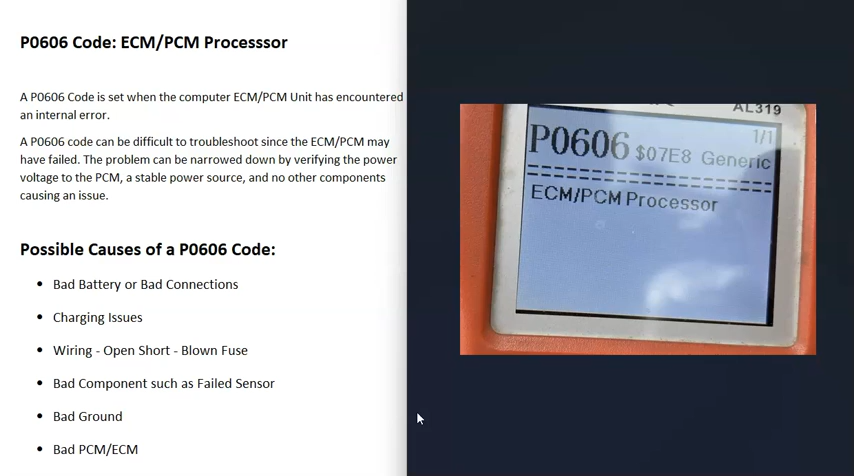 P0606 Code: ECM/PCM Processsor
A P0606 Code is set when the computer ECM/PCM Unit has encountered
an internal error.
A P0606 code can be difficult to troubleshoot since the ECM/PCM may
have failed. The problem can be narrowed down by verifying the power
voltage to the PCM, a stable power source, and no other components
causing an issue.
Possible Causes of a P0606 Code:
Bad Battery or Bad Connections
Charging Issues
Wiring - Open Short - Blown Fuse
Bad Component such as Failed Sensor
Bad Ground
Bad PCM/ECM
AL319
1/1
P0606 $07E8 Generic
ECM/PCM Processor